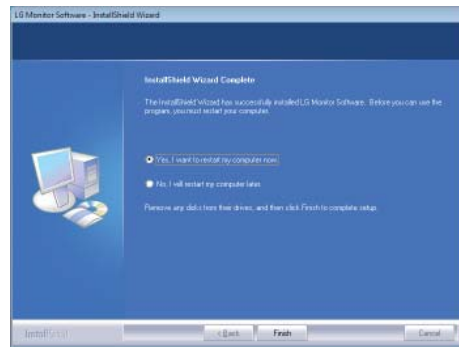 LG Monitor Software - InstallShield Wizard
InstallShield Wizard Complete
The InstallShield Wizard has successfully installed LG Monitor Software. Before you can use the
program, you must restart your computer.
Yes, I want to restart my computer now.
No, I will restart my computer later.
Remove any disks from their drives, and then click Finish to complete setup.
InstallShield
< Back
Finish
Cancel